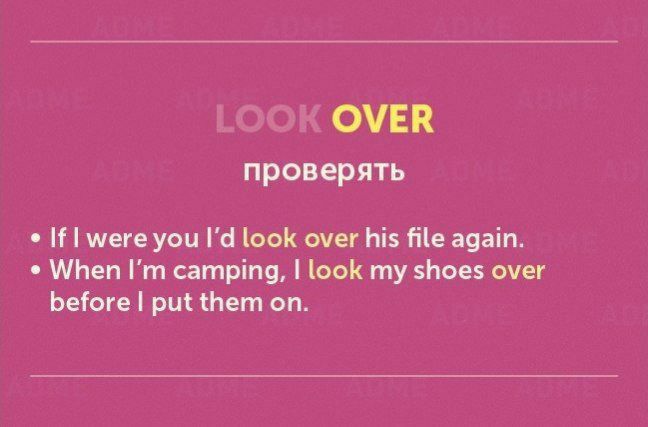 LOOK OVER
проверять
• If I were you I’d look over his file again.
• When I’m camping, I look my shoes over
before I put them on.
ADME